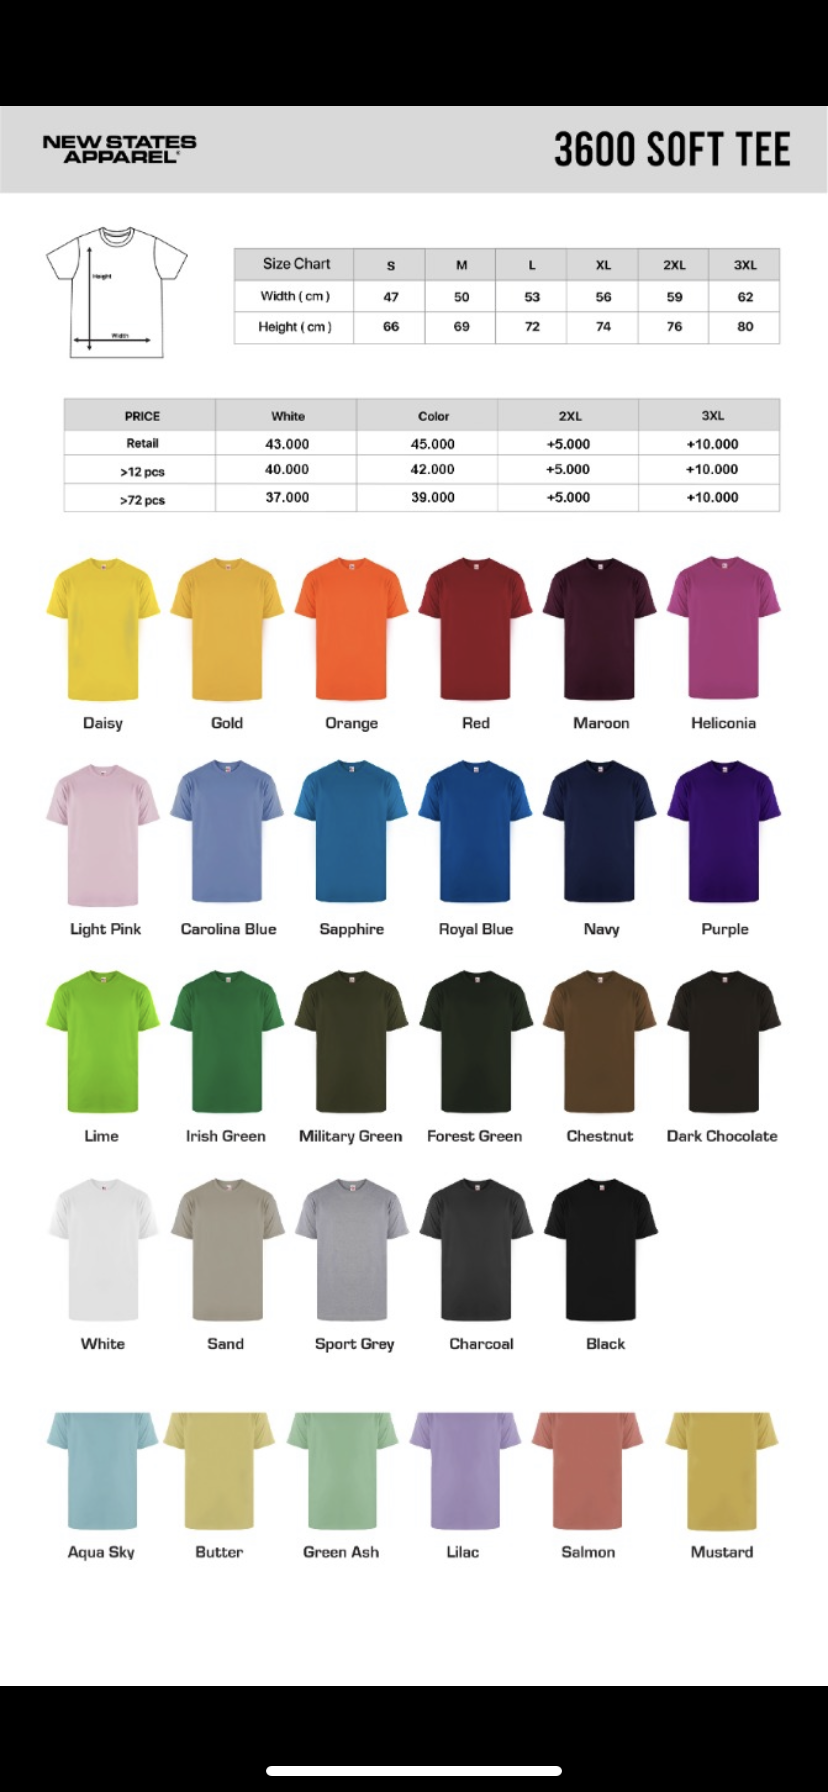 NEW STATES
APPAREL
3600 SOFT TEE
Height
Width
Size Chart S M L XL 2XL 3XL
Width ( cm ) 47 50 53 56 59 62
Height ( cm ) 66 69 72 74 76 80
PRICE White Color 2XL 3XL
Retail 43.000 45.000 +5.000 +10.000
>12 pcs 40.000 42.000 +5.000 +10.000
>72 pcs 37.000 39.000 +5.000 +10.000
Daisy Gold Orange Red Maroon Heliconia
Light Pink Carolina Blue Sapphire Royal Blue Navy Purple
Lime Irish Green Military Green Forest Green Chestnut Dark Chocolate
White Sand Sport Grey Charcoal Black
Aqua Sky Butter Green Ash Lilac Salmon Mustard